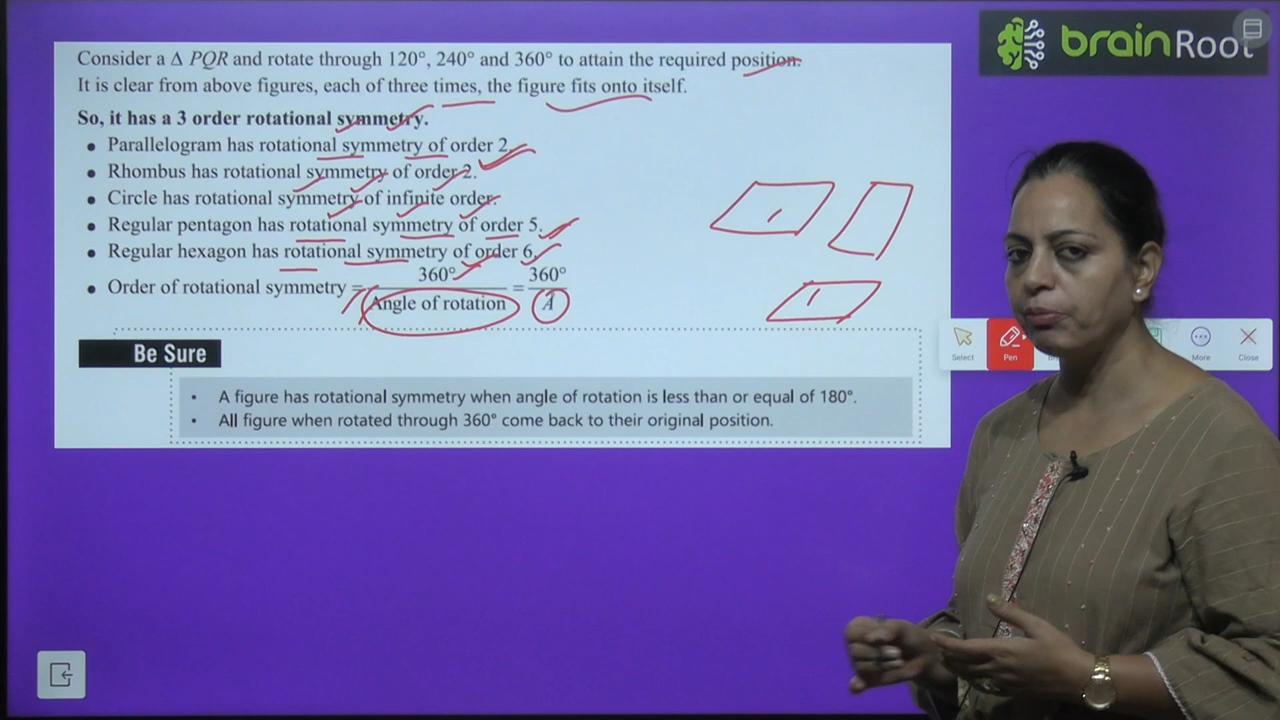 brainRoot
Consider a Δ PQR and rotate through 120°, 240° and 360° to attain the required position.
It is clear from above figures, each of three times, the figure fits onto itself.
So, it has a 3 order rotational symmetry.
• Parallelogram has rotational symmetry of order 2.
• Rhombus has rotational symmetry of order 2.
• Circle has rotational symmetry of infinite order.
• Regular pentagon has rotational symmetry of order 5.
• Regular hexagon has rotational symmetry of order 6.
• Order of rotational symmetry = 360° / Angle of rotation = 360° / A
Be Sure
• A figure has rotational symmetry when angle of rotation is less than or equal of 180°.
• All figure when rotated through 360° come back to their original position.
Select Pen More Close